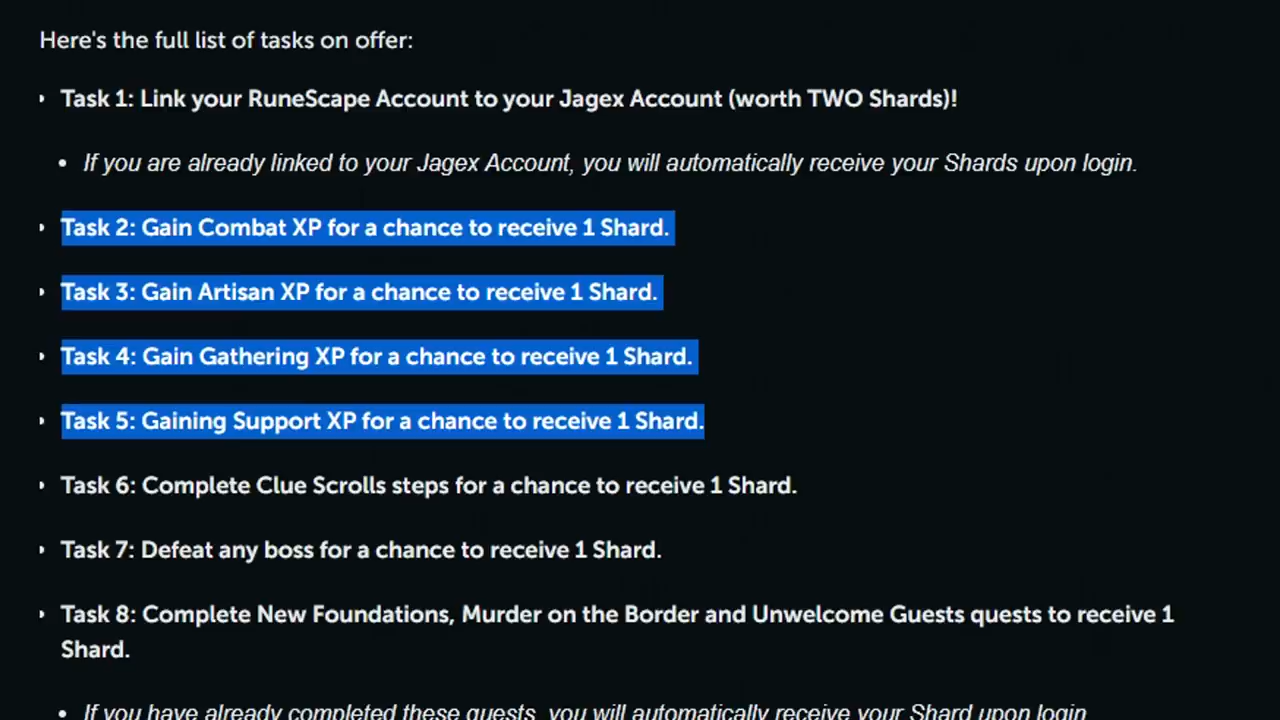 Here's the full list of tasks on offer:
Task 1: Link your RuneScape Account to your Jagex Account (worth TWO Shards)!
If you are already linked to your Jagex Account, you will automatically receive your Shards upon login.
Task 2: Gain Combat XP for a chance to receive 1 Shard.
Task 3: Gain Artisan XP for a chance to receive 1 Shard.
Task 4: Gain Gathering XP for a chance to receive 1 Shard.
Task 5: Gaining Support XP for a chance to receive 1 Shard.
Task 6: Complete Clue Scrolls steps for a chance to receive 1 Shard.
Task 7: Defeat any boss for a chance to receive 1 Shard.
Task 8: Complete New Foundations, Murder on the Border and Unwelcome Guests quests to receive 1
Shard.
If you have already completed these quests, you will automatically receive your Shard upon login